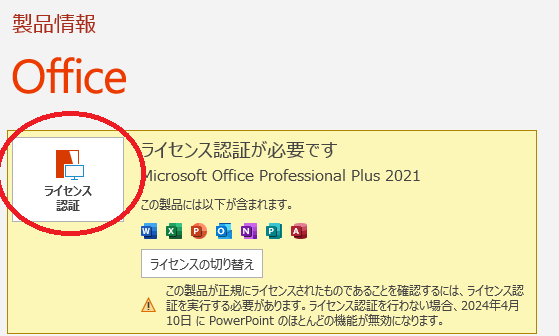 製品情報
Office
ライセンス
認証
ライセンス認証が必要です
Microsoft Office Professional Plus 2021
この製品には以下が含まれます。
ライセンスの切り替え
この製品が正規にライセンスされたものであることを確認するには、ライセンス認
証を実行する必要があります。ライセンス認証を行わない場合、2024年4月
10日 に PowerPoint のほとんどの機能が無効になります。